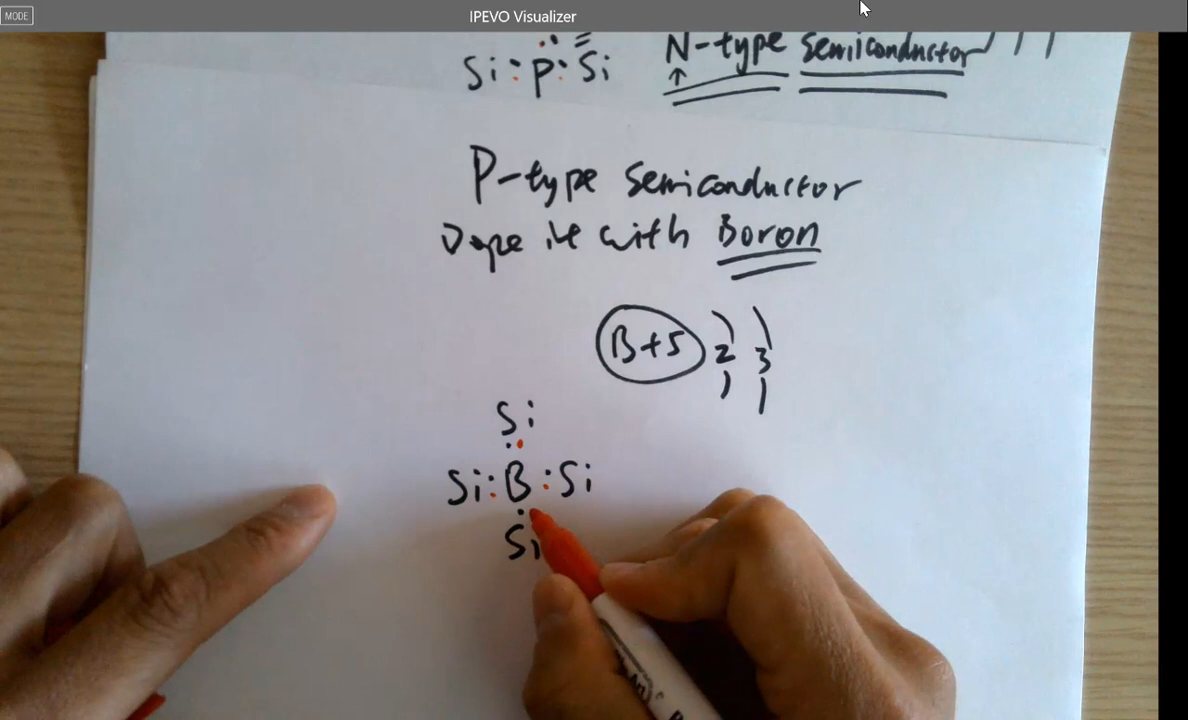 MODE
IPEVO Visualizer
Si : P : Si N-type semiconductor
P-type semiconductor
Dope it with Boron
B+5 2 3
Si
Si : B : Si
Si